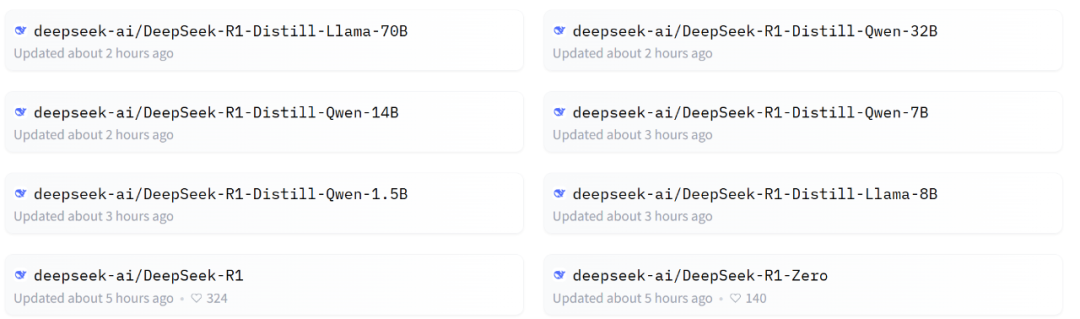 deepseek-ai/DeepSeek-R1-Distill-Llama-70B
Updated about 2 hours ago
deepseek-ai/DeepSeek-R1-Distill-Qwen-32B
Updated about 2 hours ago
deepseek-ai/DeepSeek-R1-Distill-Qwen-14B
Updated about 2 hours ago
deepseek-ai/DeepSeek-R1-Distill-Qwen-7B
Updated about 3 hours ago
deepseek-ai/DeepSeek-R1-Distill-Qwen-1.5B
Updated about 3 hours ago
deepseek-ai/DeepSeek-R1-Distill-Llama-8B
Updated about 3 hours ago
deepseek-ai/DeepSeek-R1
Updated about 5 hours ago • ♡ 324
deepseek-ai/DeepSeek-R1-Zero
Updated about 5 hours ago • ♡ 140